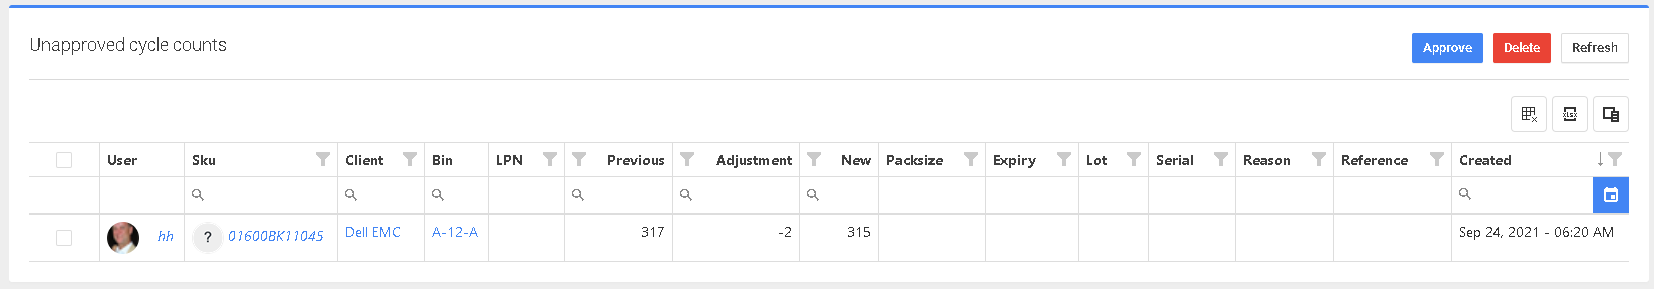 Unapproved cycle counts
Approve Delete Refresh
XLSX
User Sku Client Bin LPN Previous Adjustment New Packsize Expiry Lot Serial Reason Reference Created
hh ? 01600BK11045 Dell EMC A-12-A 317 -2 315 Sep 24, 2021 - 06:20 AM